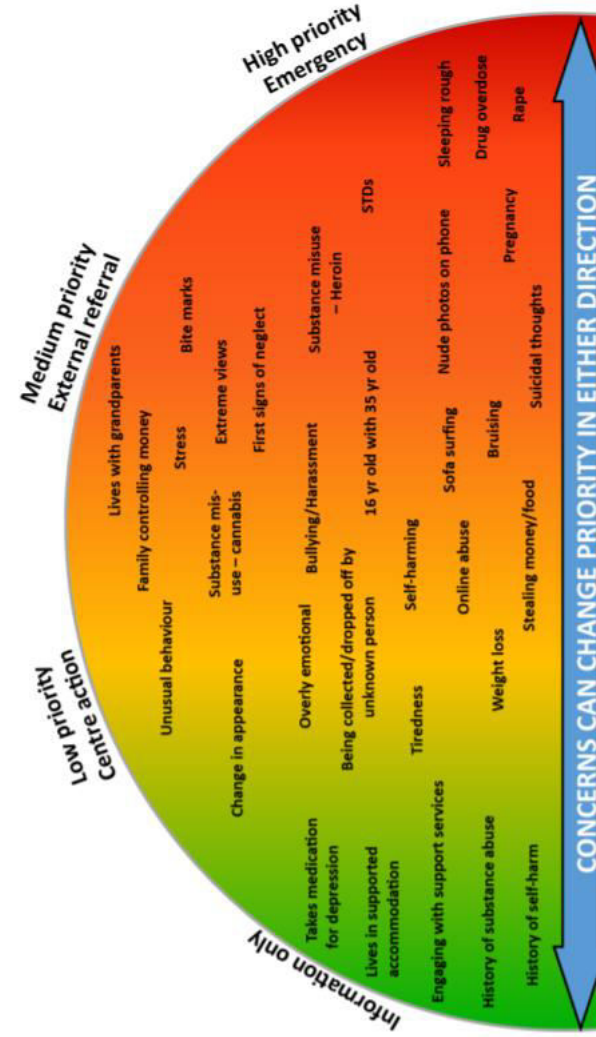 Information only
Low priority
Centre action
Medium priority
External referral
High priority
Emergency
Takes medication
for depression
Lives in supported
accommodation
Engaging with support services
History of substance abuse
History of self-harm
Unusual behaviour
Change in appearance
Overly emotional
Being collected/dropped off by
unknown person
Tiredness
Weight loss
Lives with grandparents
Family controlling money
Stress
Substance mis-
use – cannabis
Bullying/Harassment
Self-harming
Online abuse
Stealing money/food
Bite marks
Extreme views
First signs of neglect
Substance misuse
– Heroin
16 yr old with 35 yr old
Sofa surfing
Bruising
Suicidal thoughts
STDs
Nude photos on phone
Pregnancy
Sleeping rough
Drug overdose
Rape
CONCERNS CAN CHANGE PRIORITY IN EITHER DIRECTION